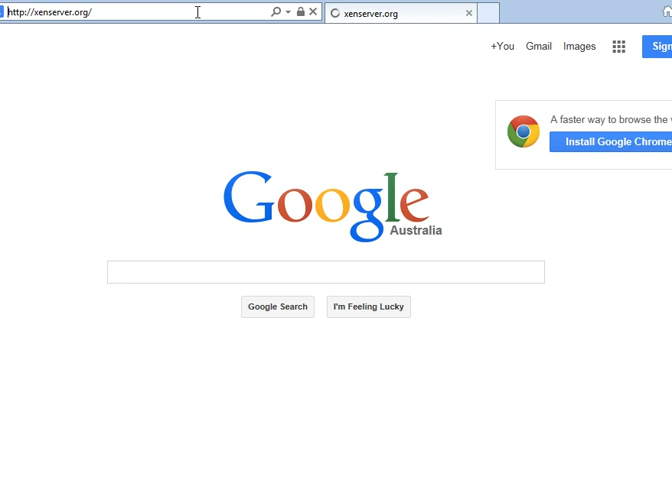 http://xenserver.org/
xenserver.org
+You Gmail Images
A faster way to browse the
Install Google Chrome
Google
Australia
Google Search I'm Feeling Lucky